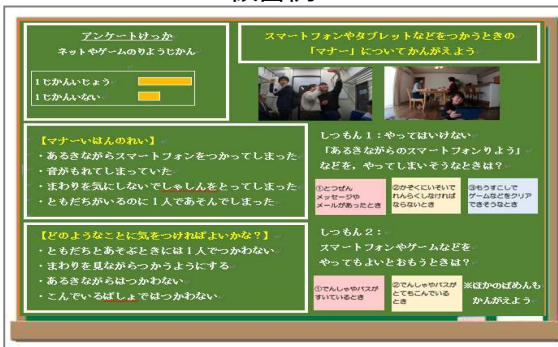 アンケートけっか
ネットやゲームのりようじかん
1じかんいじょう
1じかんいない
スマートフォンやタブレットなどをつかうときの
「マナー」についてかんがえよう
【マナーいはんのれい】
・あるきながらスマートフォンをつかってしまった
・音がもれてしまっていた
・まわりを気にしないでしゃしんをとってしまった
・ともだちがいるのに1人であそんでしまった
【どのようなことに気をつければよいかな?】
・ともだちとあそぶときには1人でつかわない
・まわりを見ながらつかうようにする
・あるきながらはつかわない
・こんでいるばしょではつかわない
しつもん1:やってはいけない
「あるきながらのスマートフォンりよう」
などを,やってしまいそうなときは?
①とつぜん
メッセージや
メールがあったとき
②かぞくにいそいで
れんらくしなければ
ならないとき
③もうすこしで
ゲームなどをクリア
できそうなとき
しつもん2:
スマートフォンやゲームなどを
やってもよいとおもうときは?
①でんしゃやバスが
すいているとき
②でんしゃやバスが
とてもこんでいる
とき
※ほかのばめんも
かんがえよう